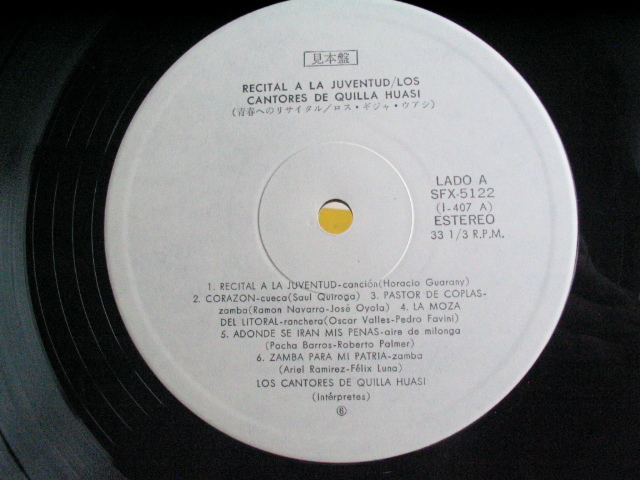 見本盤
RECITAL A LA JUVENTUD/LOS
CANTORES DE QUILLA HUASI
(青春へのリサイタル/ロス・ギジャ・ウアシ)
LADO A
SFX-5122
(I-407 A)
ESTEREO
33 1/3 R.P.M.
1. RECITAL A LA JUVENTUD-canción(Horacio Guarany)
2. CORAZON-cueca(Saul Quiroga) 3. PASTOR DE COPLAS-
zamba(Ramon Navarro-José Oyola) 4. LA MOZA
DEL LITORAL-ranchera(Oscar Valles-Pedro Favini)
5. ADONDE SE IRAN MIS PENAS-aire de milonga
(Pocha Barros-Roberto Palmer)
6. ZAMBA PARA MI PATRIA-zamba
(Ariel Ramirez-Félix Luna)
LOS CANTORES DE QUILLA HUASI
(Intérpretes)
⑥